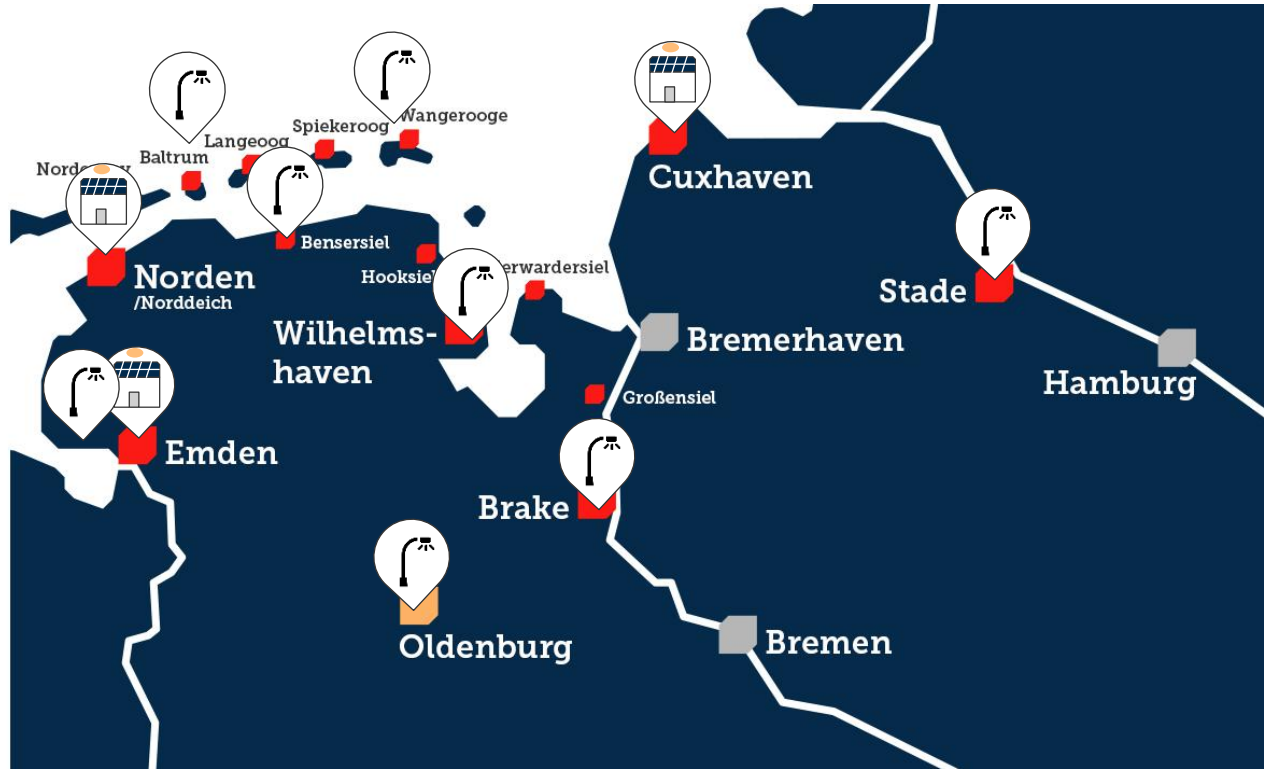 Wangerooge
Spiekeroog
Langeoog
Baltrum
Cuxhaven
Bensersiel
Norden
/Norddeich
Stade
Wilhelms-
haven
Bremerhaven
Hamburg
Großensiel
Emden
Brake
Oldenburg
Bremen